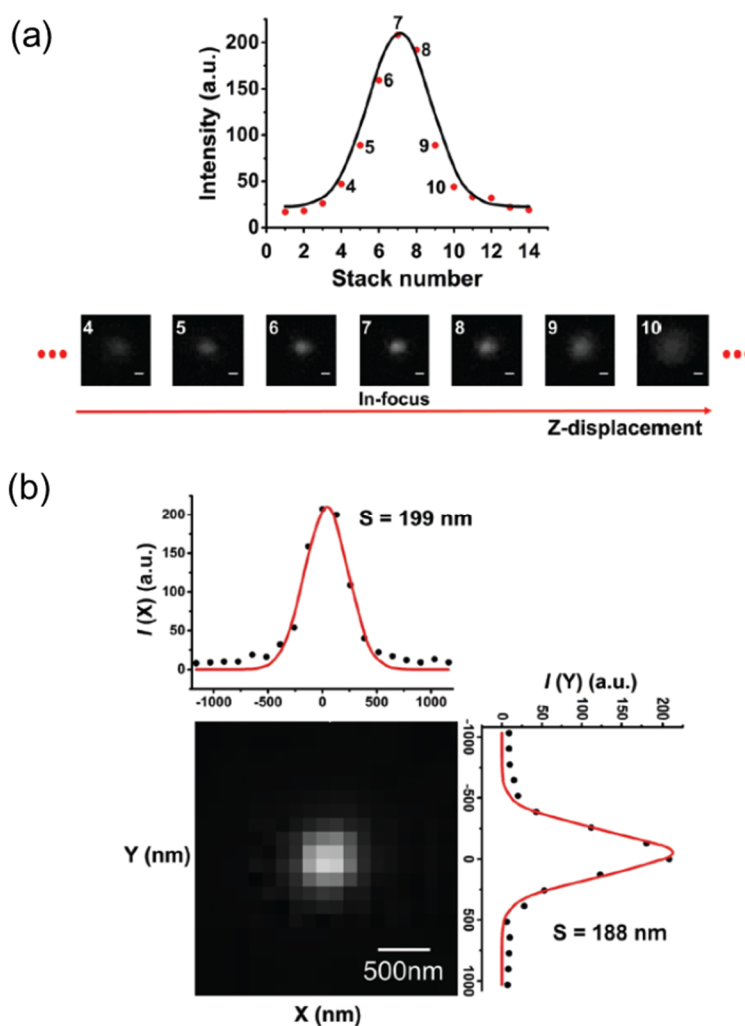 (a)
Intensity (a.u.)
200
150
100
50
0
0 2 4 6 8 10 12 14
4
5
6
7
8
9
10
Stack number
4 5 6 7 8 9 10
In-focus
Z-displacement
(b)
S = 199 nm
I (X) (a.u.)
200
150
100
50
0
-1000 -500 0 500 1000
I (Y) (a.u.)
0 50 100 150 200
-1000
-500
0
500
1000
S = 188 nm
Y (nm)
500nm
X (nm)